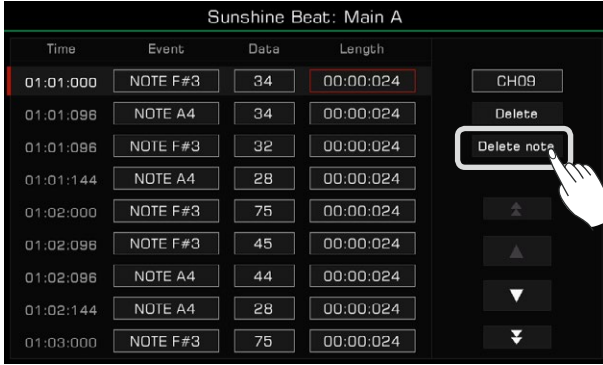 Sunshine Beat: Main A
Time Event Data Length
01:01:000 NOTE F#3 34 00:00:024 CH09
01:01:096 NOTE A4 34 00:00:024 Delete
01:01:096 NOTE F#3 32 00:00:024 Delete note
01:01:144 NOTE A4 28 00:00:024
01:02:000 NOTE F#3 75 00:00:024
01:02:096 NOTE F#3 45 00:00:024
01:02:096 NOTE A4 44 00:00:024
01:02:144 NOTE A4 28 00:00:024
01:03:000 NOTE F#3 75 00:00:024